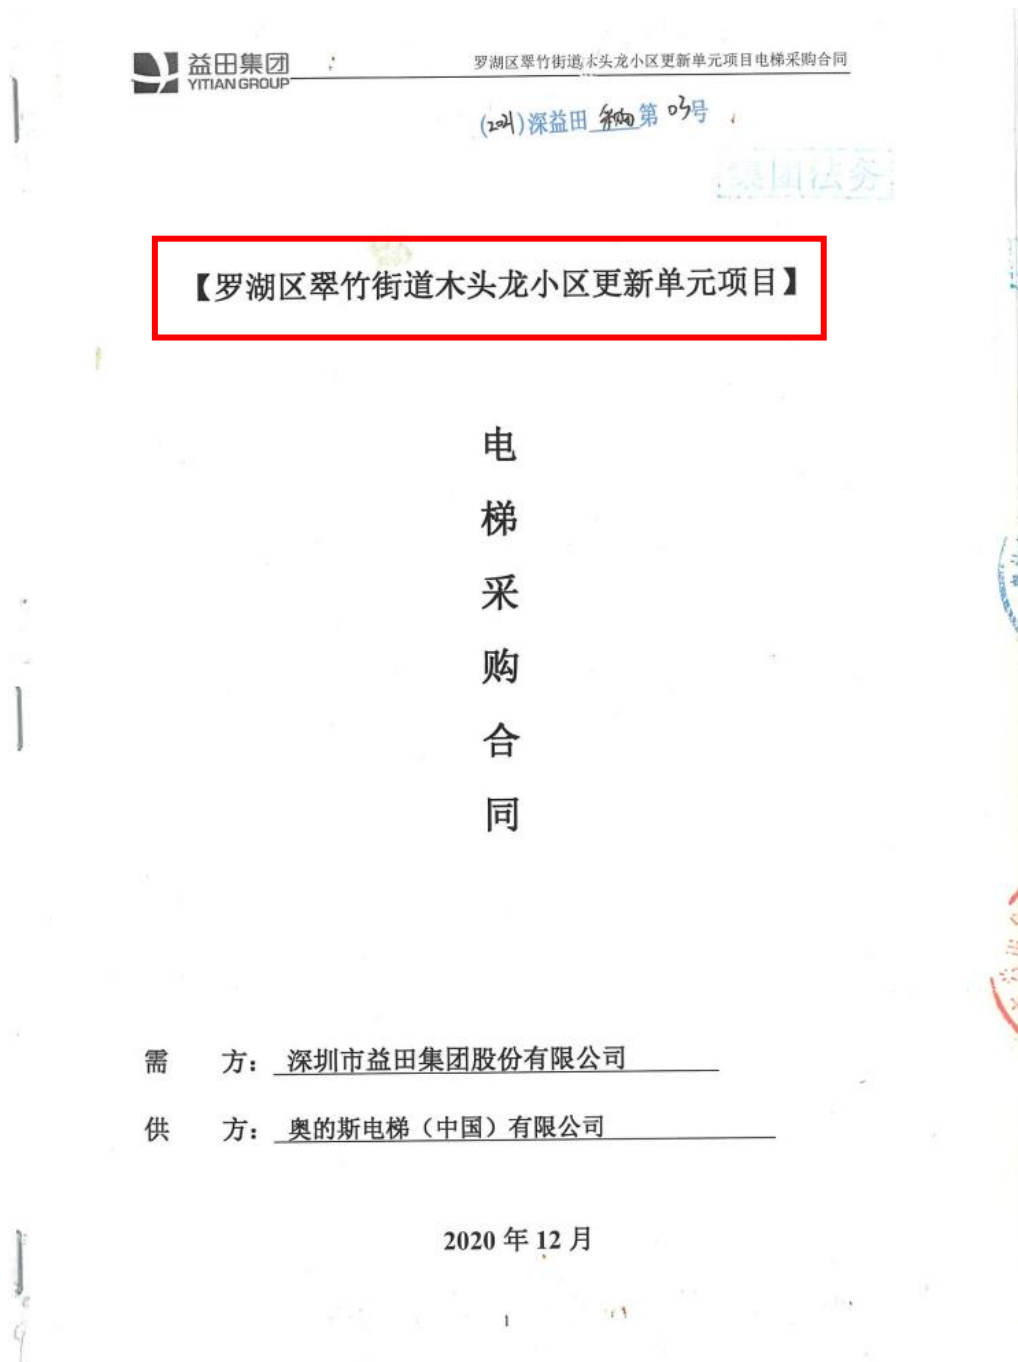 益田集团
YITIAN GROUP
罗湖区翠竹街道木头龙小区更新单元项目电梯采购合同
(2021)深益田采购第03号
集团法务
【罗湖区翠竹街道木头龙小区更新单元项目】
电
梯
采
购
合
同
需 方：深圳市益田集团股份有限公司
供 方：奥的斯电梯（中国）有限公司
2020 年 12 月
1